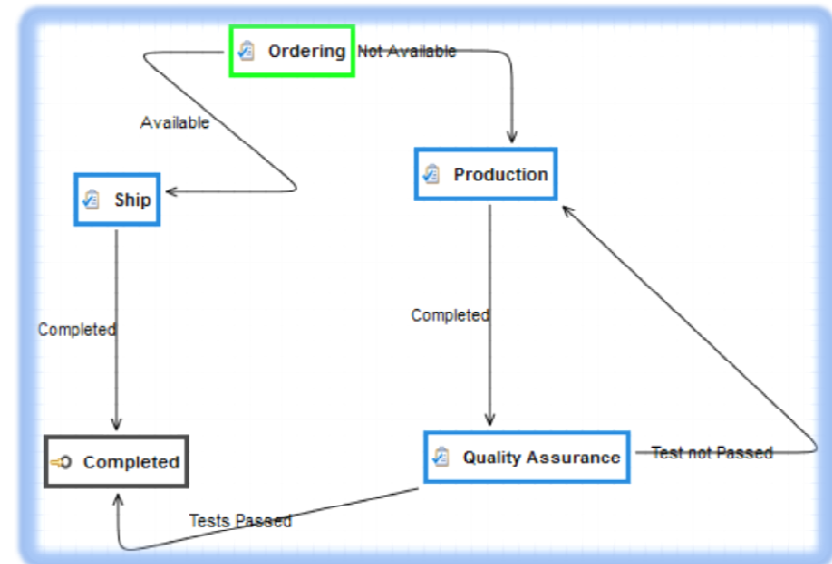 Ordering
Not Available
Available
Production
Ship
Completed
Completed
Completed
Quality Assurance
Test not Passed
Tests Passed